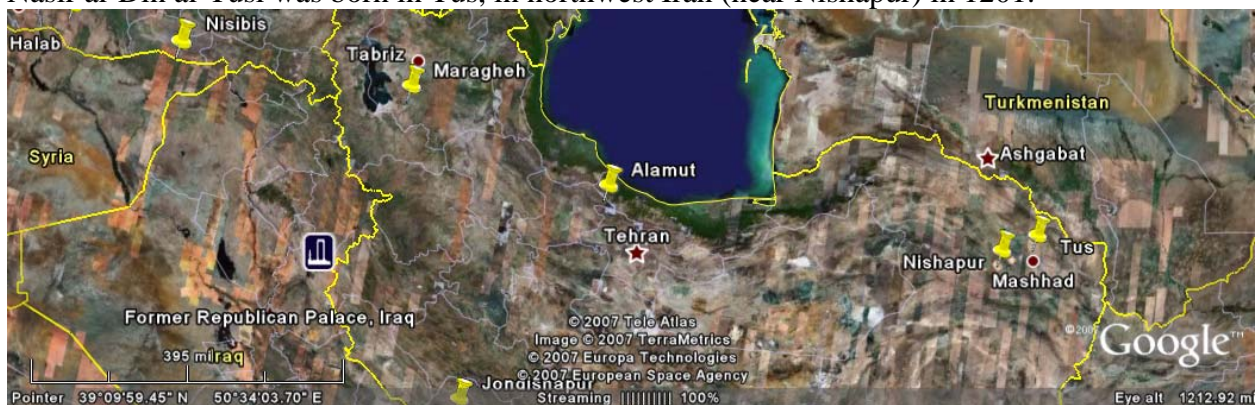 Nasir al-Din al-Tusi was born in Tus, in northwest Iran (near Nishapur) in 1201.
Nisibis
Halab
Tabriz
Maragheh
Turkmenistan
Syria
Ashgabat
Alamut
Tehran
Tus
Nishapur
Mashhad
Former Republican Palace, Iraq
© 2007 Tele Atlas
Image © 2007 TerraMetrics
© 2007 Europa Technologies
© 2007 European Space Agency
© 200
Google™
395 mi
Iraq
Jondishapur
Pointer 39°09'59.45" N 50°34'03.70" E
Streaming |||||||||| 100%
Eye alt 1212.92 m